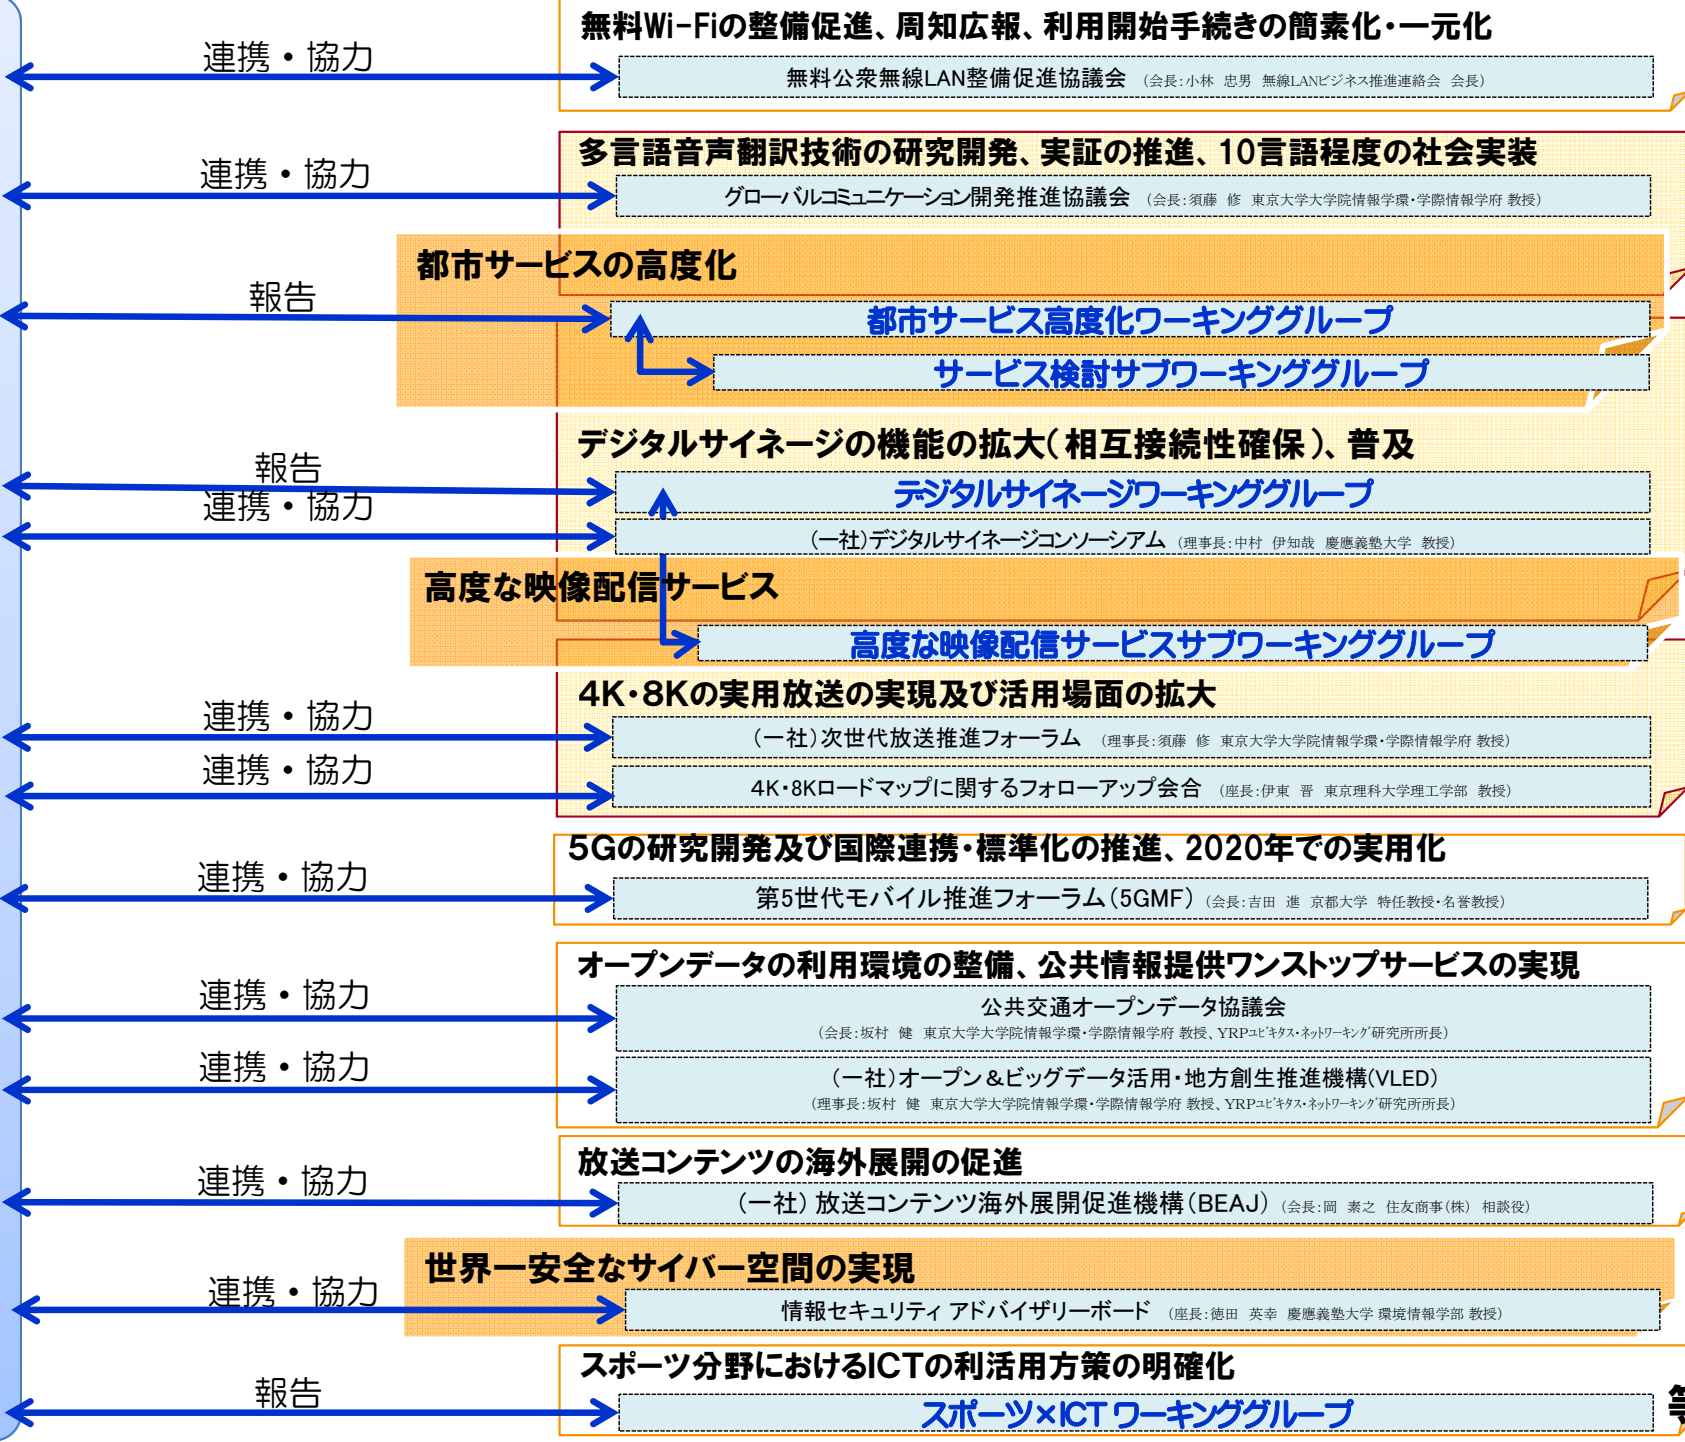 無料Wi-Fiの整備促進、周知広報、利用開始手続きの簡素化・一元化
連携・協力
無料公衆無線LAN整備促進協議会 （会長：小林 忠男 無線LANビジネス推進連絡会 会長）
多言語音声翻訳技術の研究開発、実証の推進、10言語程度の社会実装
連携・協力
グローバルコミュニケーション開発推進協議会 （会長：須藤 修 東京大学大学院情報学環・学際情報学府 教授）
都市サービスの高度化
報告
都市サービス高度化ワーキンググループ
サービス検討サブワーキンググループ
デジタルサイネージの機能の拡大（相互接続性確保）、普及
報告
デジタルサイネージワーキンググループ
連携・協力
（一社）デジタルサイネージコンソーシアム （理事長：中村 伊知哉 慶應義塾大学 教授）
高度な映像配信サービス
高度な映像配信サービスサブワーキンググループ
4K・8Kの実用放送の実現及び活用場面の拡大
連携・協力
（一社）次世代放送推進フォーラム （理事長：須藤 修 東京大学大学院情報学環・学際情報学府 教授）
連携・協力
4K・8Kロードマップに関するフォローアップ会合 （座長：伊東 晋 東京理科大学理工学部 教授）
5Gの研究開発及び国際連携・標準化の推進、2020年での実用化
連携・協力
第5世代モバイル推進フォーラム（5GMF） （会長：吉田 進 京都大学 特任教授・名誉教授）
オープンデータの利用環境の整備、公共情報提供ワンストップサービスの実現
連携・協力
公共交通オープンデータ協議会
（会長：坂村 健 東京大学大学院情報学環・学際情報学府 教授、YRPユビキタス・ネットワーキング研究所所長）
連携・協力
（一社）オープン＆ビッグデータ活用・地方創生推進機構(VLED)
（理事長：坂村 健 東京大学大学院情報学環・学際情報学府 教授、YRPユビキタス・ネットワーキング研究所所長）
放送コンテンツの海外展開の促進
連携・協力
（一社） 放送コンテンツ海外展開促進機構（BEAJ） （会長：岡 素之 住友商事（株） 相談役）
世界一安全なサイバー空間の実現
連携・協力
情報セキュリティ アドバイザリーボード （座長：徳田 英幸 慶應義塾大学 環境情報学部 教授）
スポーツ分野におけるICTの利活用方策の明確化
報告
スポーツ×ICT ワーキンググループ